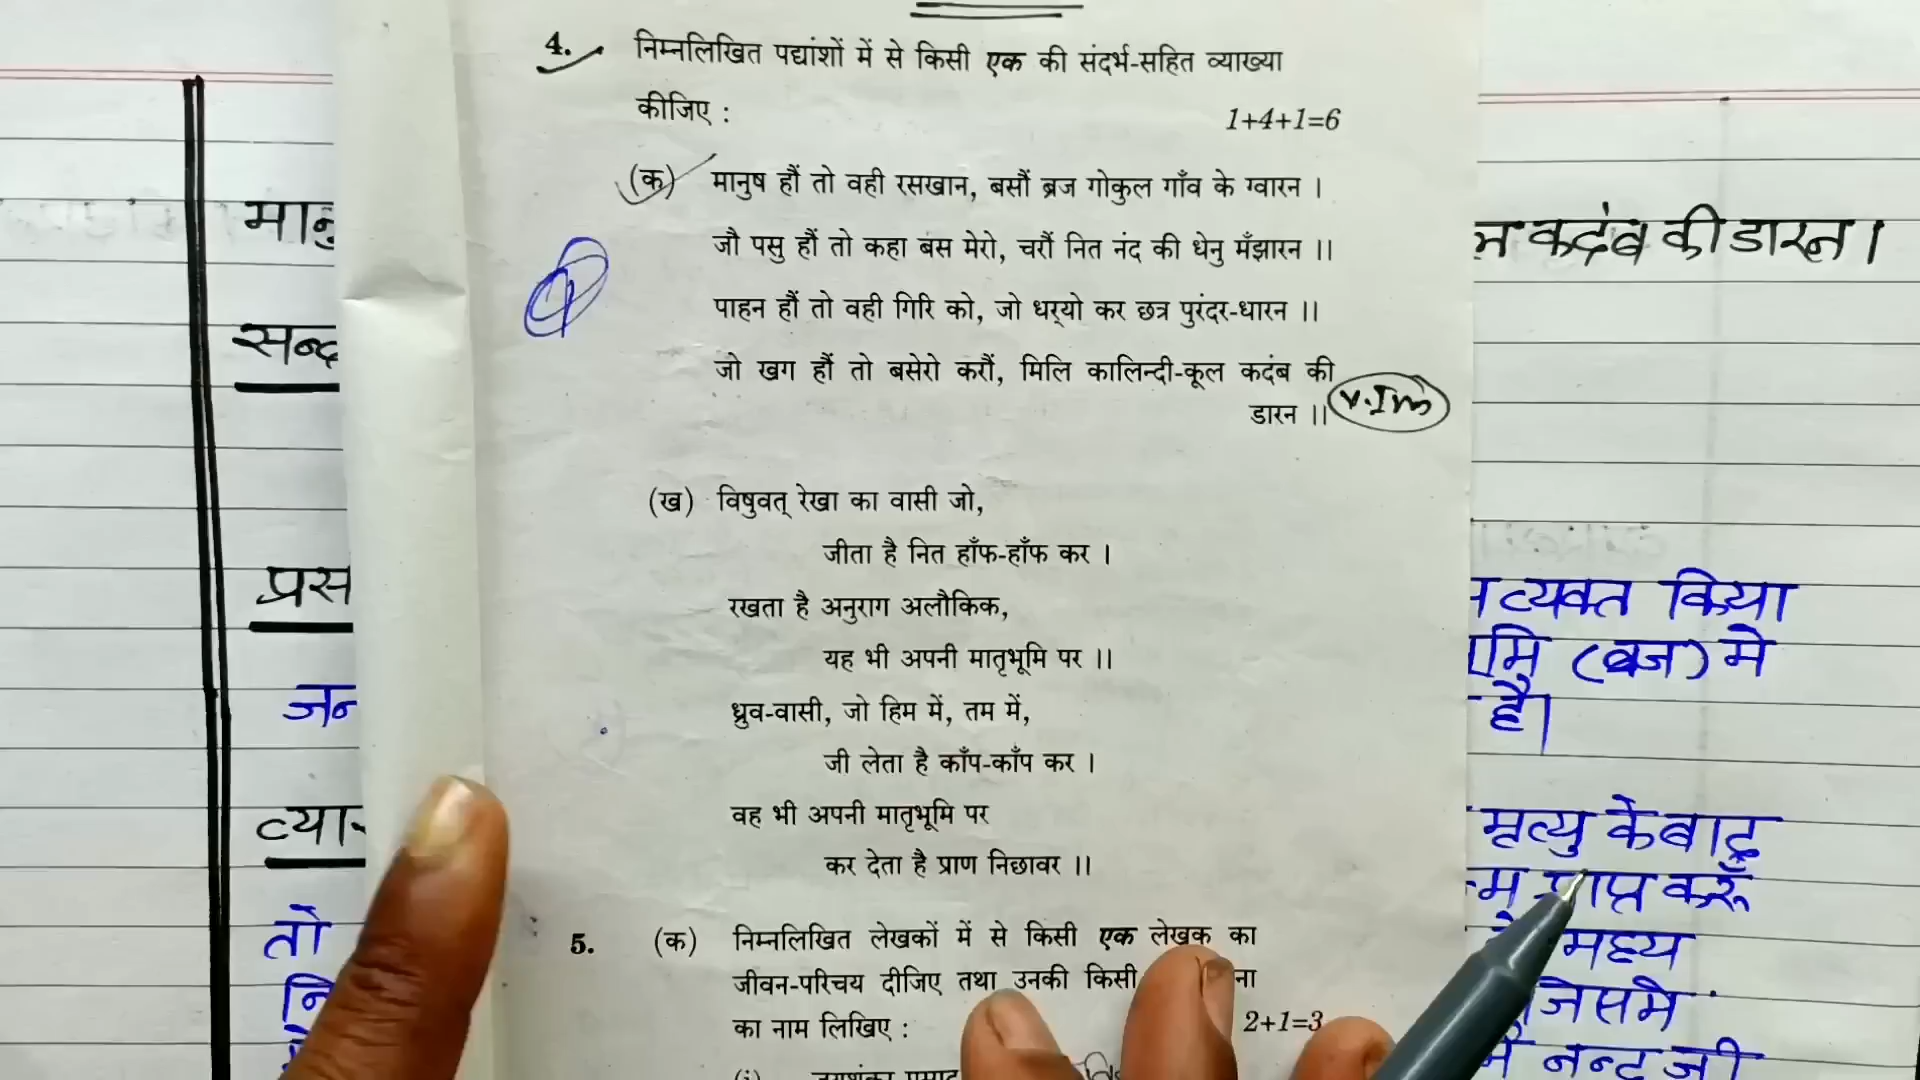 4. निम्नलिखित पद्यांशों में से किसी एक की संदर्भ-सहित व्याख्या
कीजिए : 1+4+1=6
(क) मानुष हौं तो वही रसखान, बसौं ब्रज गोकुल गाँव के ग्वारन ।
जौ पसु हौं तो कहा बस मेरो, चरौं नित नंद की धेनु मँझारन ।।
पाहन हौं तो वही गिरि को, जो धर्‌यो कर छत्र पुरंदर-धारन ।।
जो खग हौं तो बसेरो करौं, मिलि कालिन्दी-कूल कदंब की
डारन ।।
V.Im
(ख) विषुवत् रेखा का वासी जो,
जीता है नित हाँफ-हाँफ कर ।
रखता है अनुराग अलौकिक,
यह भी अपनी मातृभूमि पर ।।
ध्रुव-वासी, जो हिम में, तम में,
जी लेता है काँप-काँप कर ।
वह भी अपनी मातृभूमि पर
कर देता है प्राण निछावर ।।
5. (क) निम्नलिखित लेखकों में से किसी एक लेखक का
जीवन-परिचय दीजिए तथा उनकी किसी
का नाम लिखिए : 2+1=3
(i)
मानु
सन्द
प्रस
जन
व्या
तो
नि
कदंब की डारन ।
व्यक्त किया
(ब्रज) मे
है।
मृत्यु के बाद
प्राप्त करूँ
मध्य
जिसमे
नन्द जी